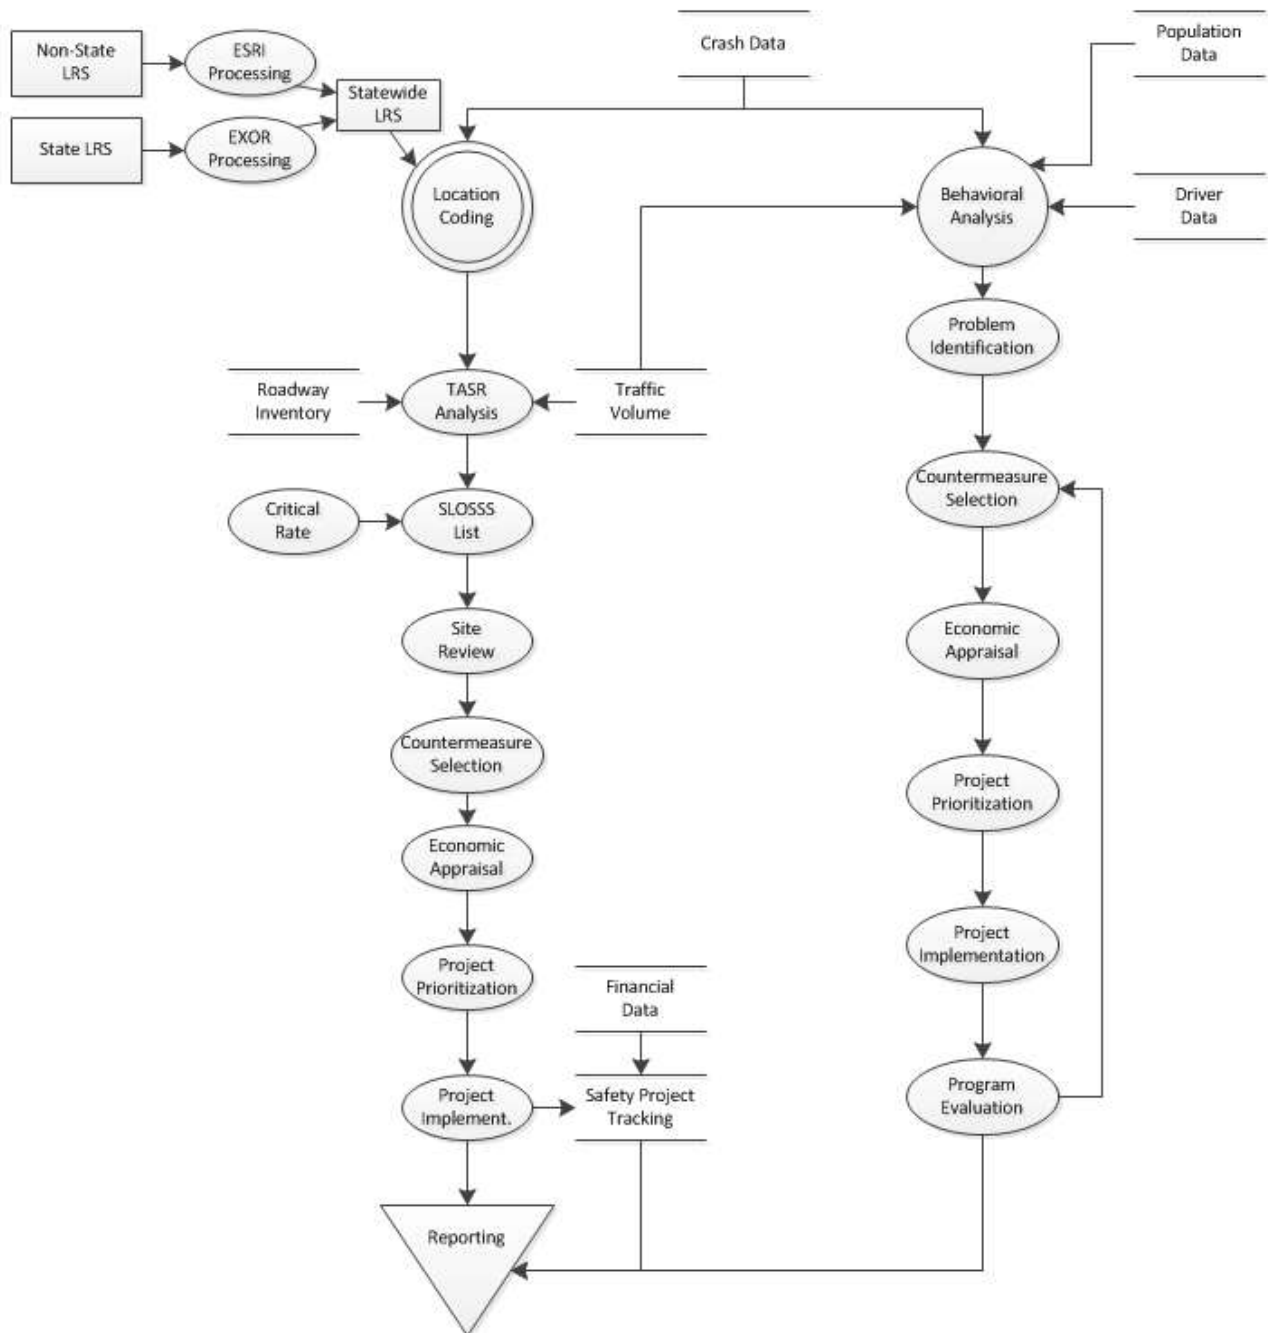 Non-State
LRS
ESRI
Processing
Crash Data
Population
Data
Statewide
LRS
State LRS
EXOR
Processing
Location
Coding
Behavioral
Analysis
Driver
Data
Problem
Identification
Roadway
Inventory
TASR
Analysis
Traffic
Volume
Countermeasure
Selection
Critical
Rate
SLOSSS
List
Site
Review
Economic
Appraisal
Countermeasure
Selection
Project
Prioritization
Economic
Appraisal
Project
Implementation
Project
Prioritization
Financial
Data
Project
Implement.
Safety Project
Tracking
Program
Evaluation
Reporting